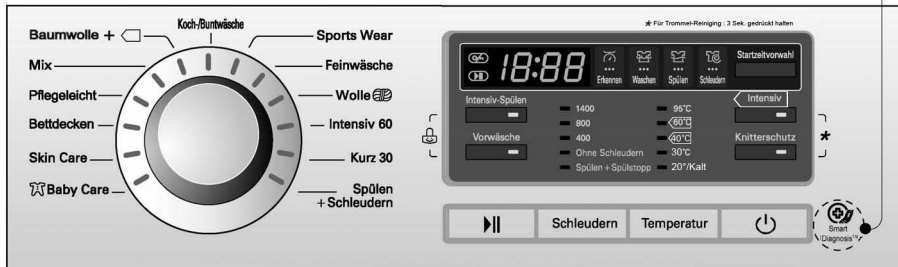 * Für Trommel-Reiniging : 3 Sek. gedrückt halten
Koch-/Buntwäsche
Baumwolle +
Sports Wear
Mix
Feinwäsche
Pflegeleicht
Wolle
Bettdecken
Intensiv 60
Skin Care
Kurz 30
Baby Care
Spülen
+ Schleudern
18:88
Erkennen
Waschen
Spülen
Schleudern
Startzeitvorwahl
Intensiv-Spülen
Vorwäsche
1400
800
400
Ohne Schleudern
Spülen + Spülstopp
95°C
60°C
40°C
30°C
20°/Kalt
Intensiv
Knitterschutz
*
Schleudern
Temperatur
Smart
Diagnosis™